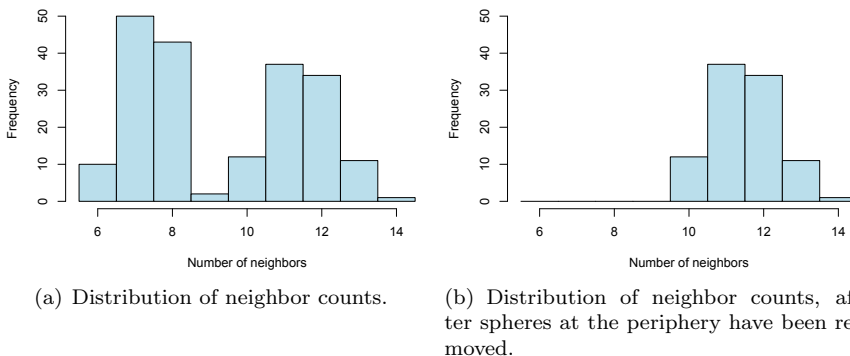 50
40
30
20
10
0
Frequency
6 8 10 12 14
Number of neighbors
(a) Distribution of neighbor counts.
50
40
30
20
10
0
Frequency
6 8 10 12 14
Number of neighbors
(b) Distribution of neighbor counts, af
ter spheres at the periphery have been re
moved.